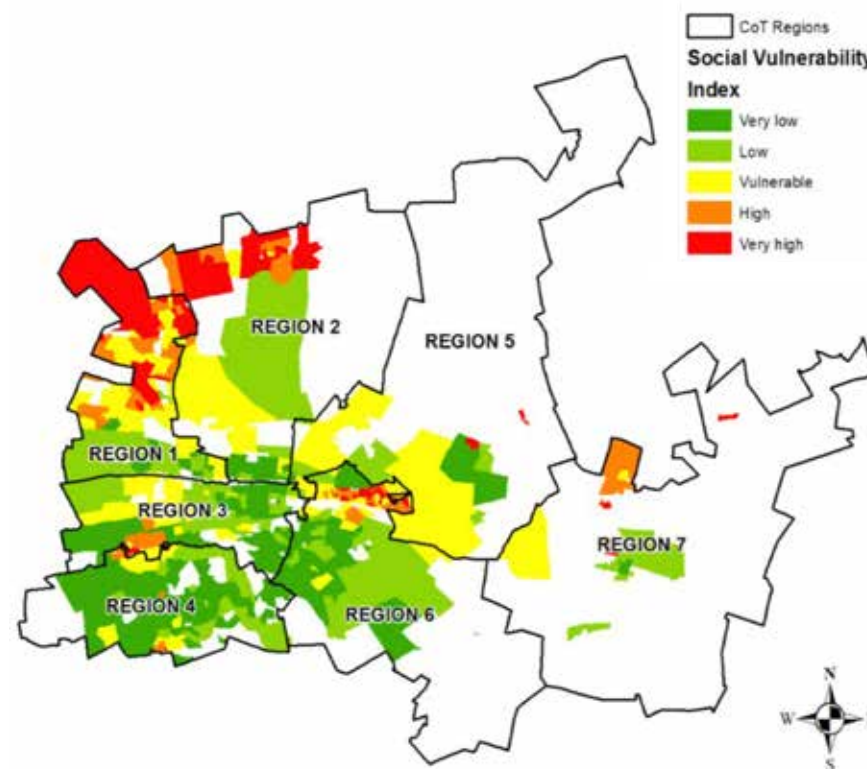 CoT Regions
Social Vulnerability
Index
Very low
Low
Vulnerable
High
Very high
REGION 2
REGION 5
REGION 1
REGION 3
REGION 7
REGION 4
REGION 6
N
W
E
S